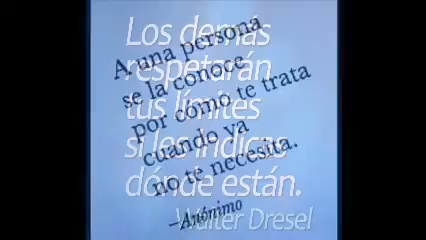 Los demás
respetarán
tus límites
si les indicas
dónde están.
Walter Dresel
A una persona
se la conoce
por cómo te trata
cuando ya
no te necesita.
–Anónimo